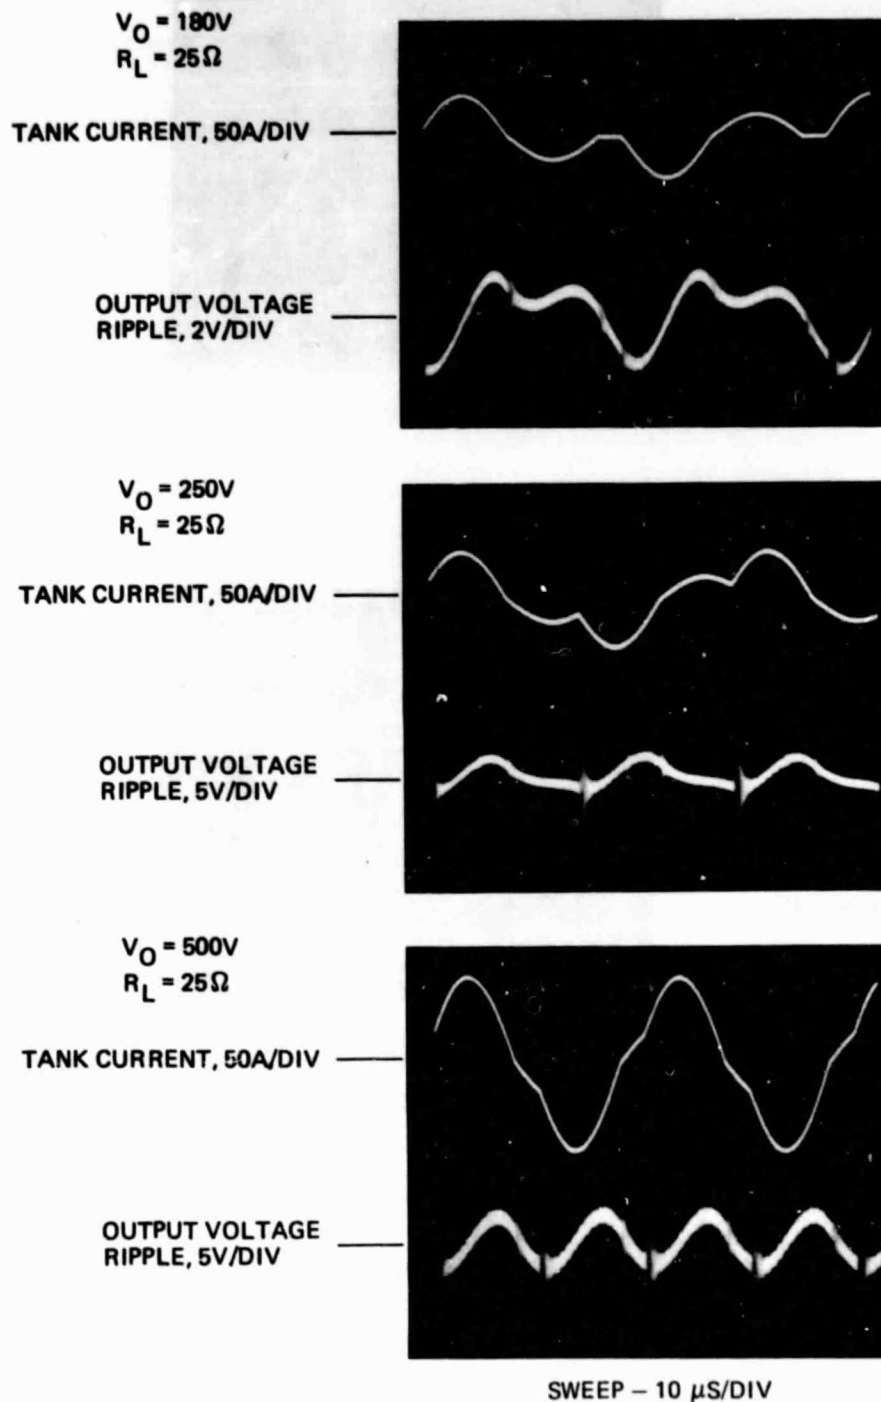 V_O = 180V
R_L = 25Ω
TANK CURRENT, 50A/DIV
OUTPUT VOLTAGE
RIPPLE, 2V/DIV
V_O = 250V
R_L = 25Ω
TANK CURRENT, 50A/DIV
OUTPUT VOLTAGE
RIPPLE, 5V/DIV
V_O = 500V
R_L = 25Ω
TANK CURRENT, 50A/DIV
OUTPUT VOLTAGE
RIPPLE, 5V/DIV
SWEEP – 10 μS/DIV